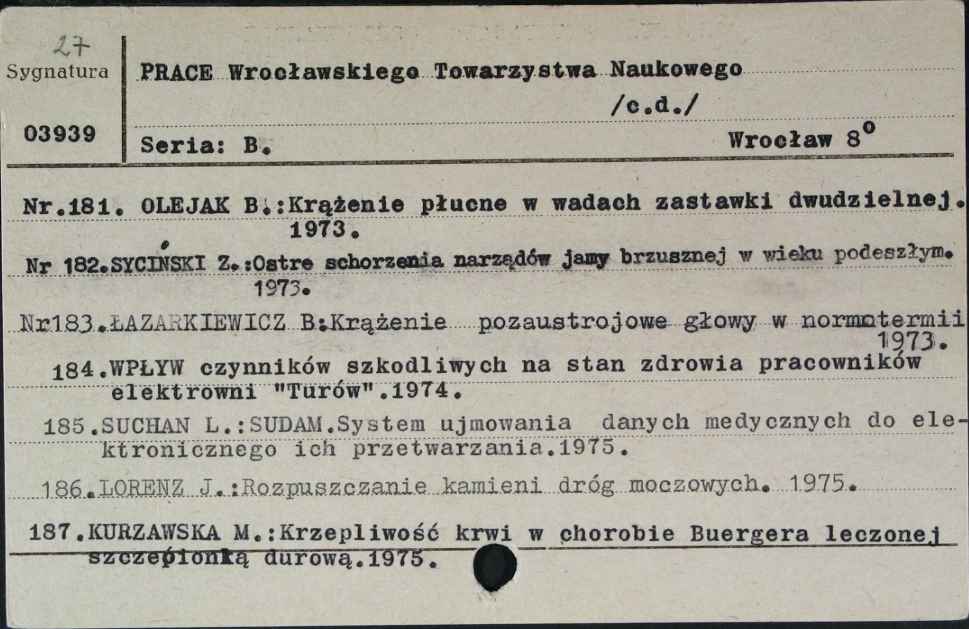 27
Sygnatura
PRACE Wrocławskiego Towarzystwa Naukowego
/c.d./
03939
Seria: B. Wrocław 8°
Nr.181. OLEJAK B.:Krążenie płucne w wadach zastawki dwudzielnej.
1973.
Nr 182.SYCIŃSKI Z.:Ostre schorzenia narządów jamy brzusznej w wieku podeszłym.
1973.
Nr183.ŁAZARKIEWICZ B:Krążenie pozaustrojowe głowy w normotermii
1973.
184.WPŁYW czynników szkodliwych na stan zdrowia pracowników
elektrowni "Turów".1974.
185.SUCHAN L.:SUDAM.System ujmowania danych medycznych do ele-
ktronicznego ich przetwarzania.1975.
186.LORENZ J.:Rozpuszczanie kamieni dróg moczowych. 1975.
187.KURZAWSKA M.:Krzepliwość krwi w chorobie Buergera leczonej
szczepionką durową.1975.